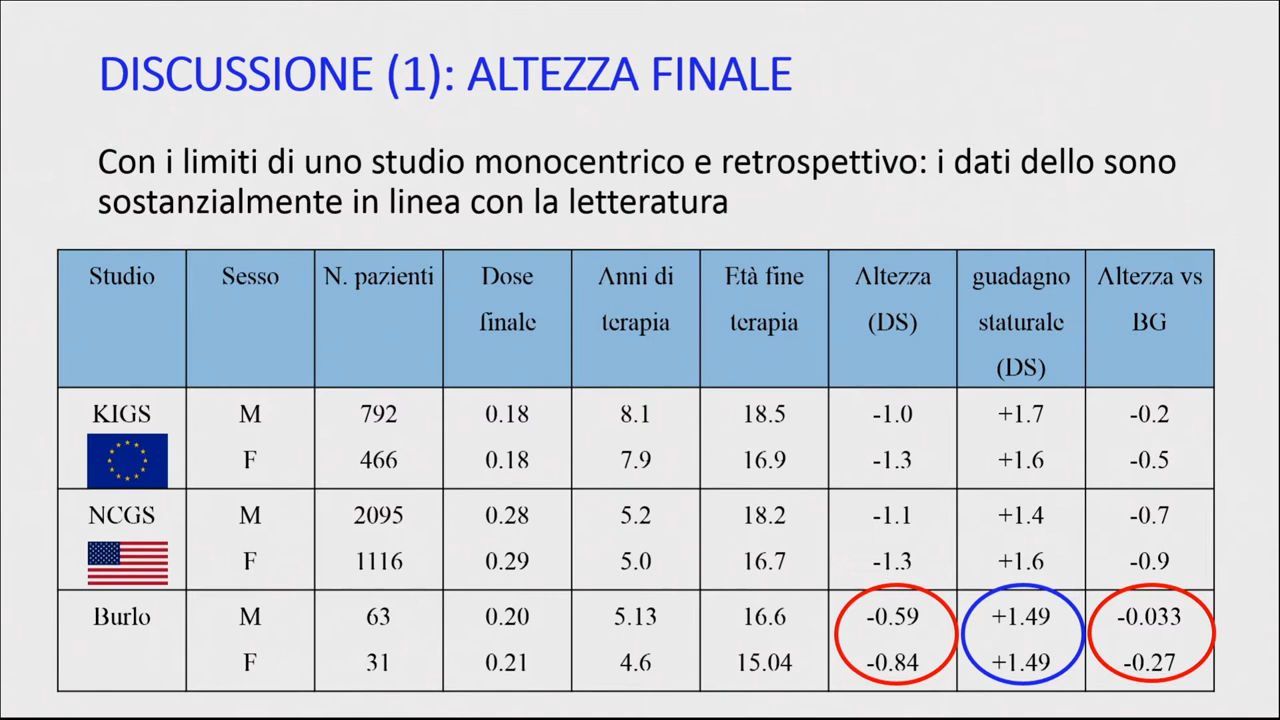 DISCUSSIONE (1): ALTEZZA FINALE
Con i limiti di uno studio monocentrico e retrospettivo: i dati dello sono
sostanzialmente in linea con la letteratura
Studio Sesso N. pazienti Dose finale Anni di terapia Età fine terapia Altezza (DS) guadagno staturale (DS) Altezza vs BG
KIGS M 792 0.18 8.1 18.5 -1.0 +1.7 -0.2
F 466 0.18 7.9 16.9 -1.3 +1.6 -0.5
NCGS M 2095 0.28 5.2 18.2 -1.1 +1.4 -0.7
F 1116 0.29 5.0 16.7 -1.3 +1.6 -0.9
Burlo M 63 0.20 5.13 16.6 -0.59 +1.49 -0.033
F 31 0.21 4.6 15.04 -0.84 +1.49 -0.27